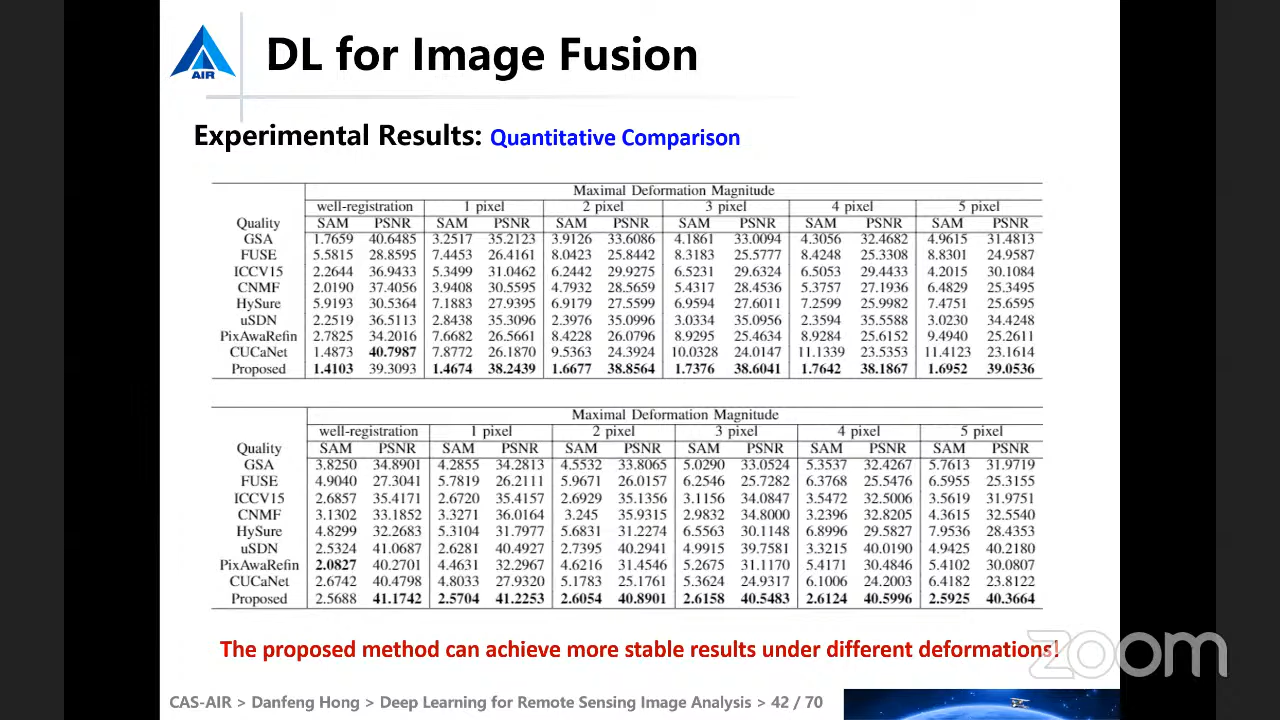 AIR
DL for Image Fusion
Experimental Results: Quantitative Comparison
Maximal Deformation Magnitude
well-registration 1 pixel 2 pixel 3 pixel 4 pixel 5 pixel
Quality SAM PSNR SAM PSNR SAM PSNR SAM PSNR SAM PSNR SAM PSNR
GSA 1.7659 40.6485 3.2517 35.2123 3.9126 33.6086 4.1861 33.0094 4.3056 32.4682 4.9615 31.4813
FUSE 5.5815 28.8595 7.4453 26.4161 8.0423 25.8442 8.3183 25.5777 8.4248 25.3308 8.8301 24.9587
ICCV15 2.2644 36.9433 5.3499 31.0462 6.2442 29.9275 6.5231 29.6324 6.5053 29.4433 4.2015 30.1084
CNMF 2.0190 37.4056 3.9408 30.5595 4.7932 28.5659 5.4317 28.4536 5.3757 27.1936 6.4829 25.3495
HySure 5.9193 30.5364 7.1883 27.9395 6.9179 27.5599 6.9594 27.6011 7.2599 25.9982 7.4751 25.6595
uSDN 2.2519 36.5113 2.8438 35.3096 2.3976 35.0996 3.0334 35.0956 2.3594 35.5588 3.0230 34.4248
PixAwaRefin 2.7825 34.2016 7.6682 26.5661 8.4228 26.0796 8.9295 25.4634 8.9284 25.6152 9.4940 25.2611
CUCaNet 1.4873 40.7987 7.8772 26.1870 9.5363 24.3924 10.0328 24.0147 11.1339 23.5353 11.4123 23.1614
Proposed 1.4103 39.3093 1.4674 38.2439 1.6677 38.8564 1.7376 38.6041 1.7642 38.1867 1.6952 39.0536
Maximal Deformation Magnitude
well-registration 1 pixel 2 pixel 3 pixel 4 pixel 5 pixel
Quality SAM PSNR SAM PSNR SAM PSNR SAM PSNR SAM PSNR SAM PSNR
GSA 3.8250 34.8901 4.2855 34.2813 4.5532 33.8065 5.0290 33.0524 5.3537 32.4267 5.7613 31.9719
FUSE 4.9040 27.3041 5.7819 26.2111 5.9671 26.0157 6.2546 25.7282 6.3768 25.5476 6.5955 25.3155
ICCV15 2.6857 35.4171 2.6720 35.4157 2.6929 35.1356 3.1156 34.0847 3.5472 32.5006 3.5619 31.9751
CNMF 3.1302 33.1852 3.3271 36.0164 3.245 35.9315 2.9832 34.8000 3.2396 32.8205 4.3615 32.5540
HySure 4.8299 32.2683 5.3104 31.7977 5.6831 31.2274 6.5563 30.1148 6.8996 29.5827 7.9536 28.4353
uSDN 2.5324 41.0687 2.6281 40.4927 2.7395 40.2941 4.9915 39.7581 3.3215 40.0190 4.9425 40.2180
PixAwaRefin 2.0827 40.2701 4.4631 32.2967 4.6216 31.4546 5.2675 31.1170 5.4171 30.4846 5.4102 30.0807
CUCaNet 2.6742 40.4798 4.8033 27.9320 5.1783 25.1761 5.3624 24.9317 6.1006 24.2003 6.4182 23.8122
Proposed 2.5688 41.1742 2.5704 41.2253 2.6054 40.8901 2.6158 40.5483 2.6124 40.5996 2.5925 40.3664
The proposed method can achieve more stable results under different deformations!
zoom
CAS-AIR > Danfeng Hong > Deep Learning for Remote Sensing Image Analysis > 42 / 70